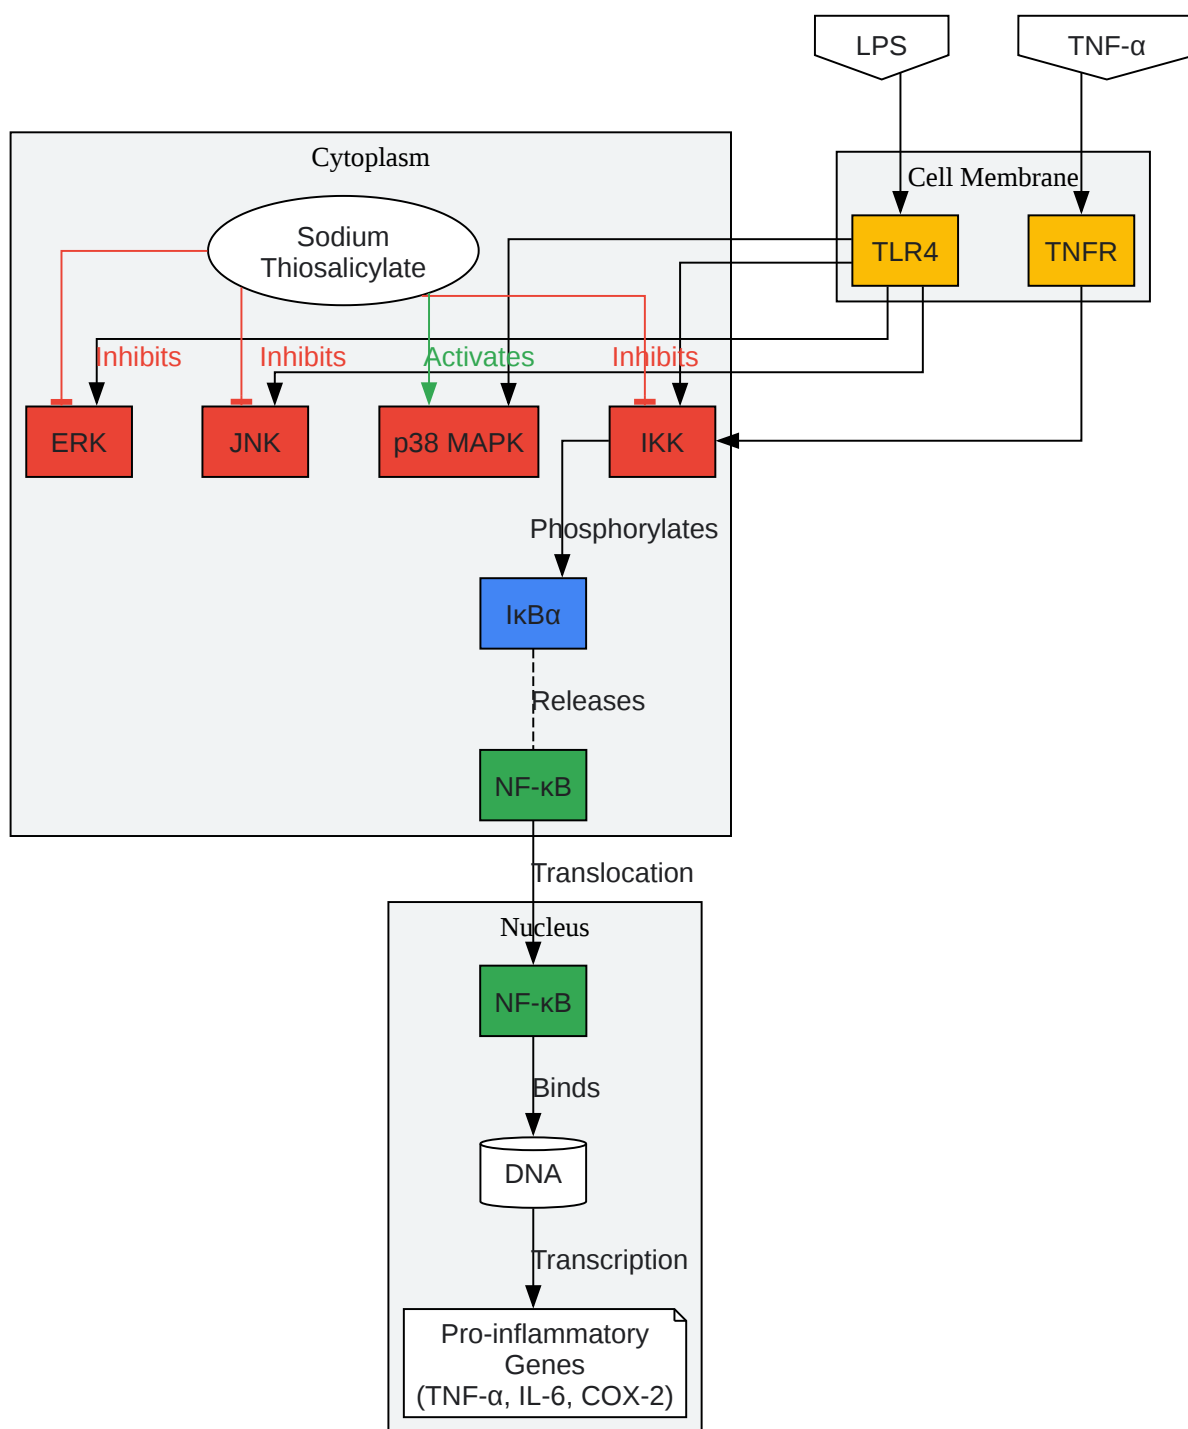 LPS
TNF-α
Cytoplasm
Cell Membrane
Sodium
Thiosalicylate
TLR4
TNFR
Inhibits
Inhibits
Activates
Inhibits
ERK
JNK
p38 MAPK
IKK
Phosphorylates
IκBα
Releases
NF-κB
Translocation
Nucleus
NF-κB
Binds
DNA
Transcription
Pro-inflammatory
Genes
(TNF-α, IL-6, COX-2)